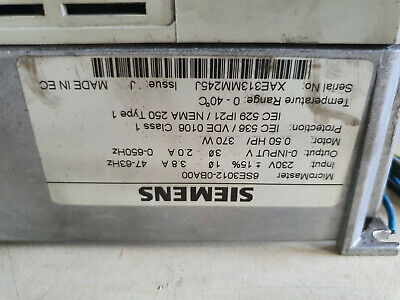 SIEMENS
MicroMaster 6SE3012-0BA00
Input: 230V ± 15% 1Ø 3.8 A 47-63Hz
Output: 0-INPUT V 3Ø 2.0 A 0-650Hz
Motor: 0.50 HP/ 370 W
Protection: IEC 536/ VDE 0106 Class 1
IEC 529 IP21 / NEMA 250 Type 1
Temperature Range: 0 - 40°C
Serial No: XAE313MM245J Issue J MADE IN EC